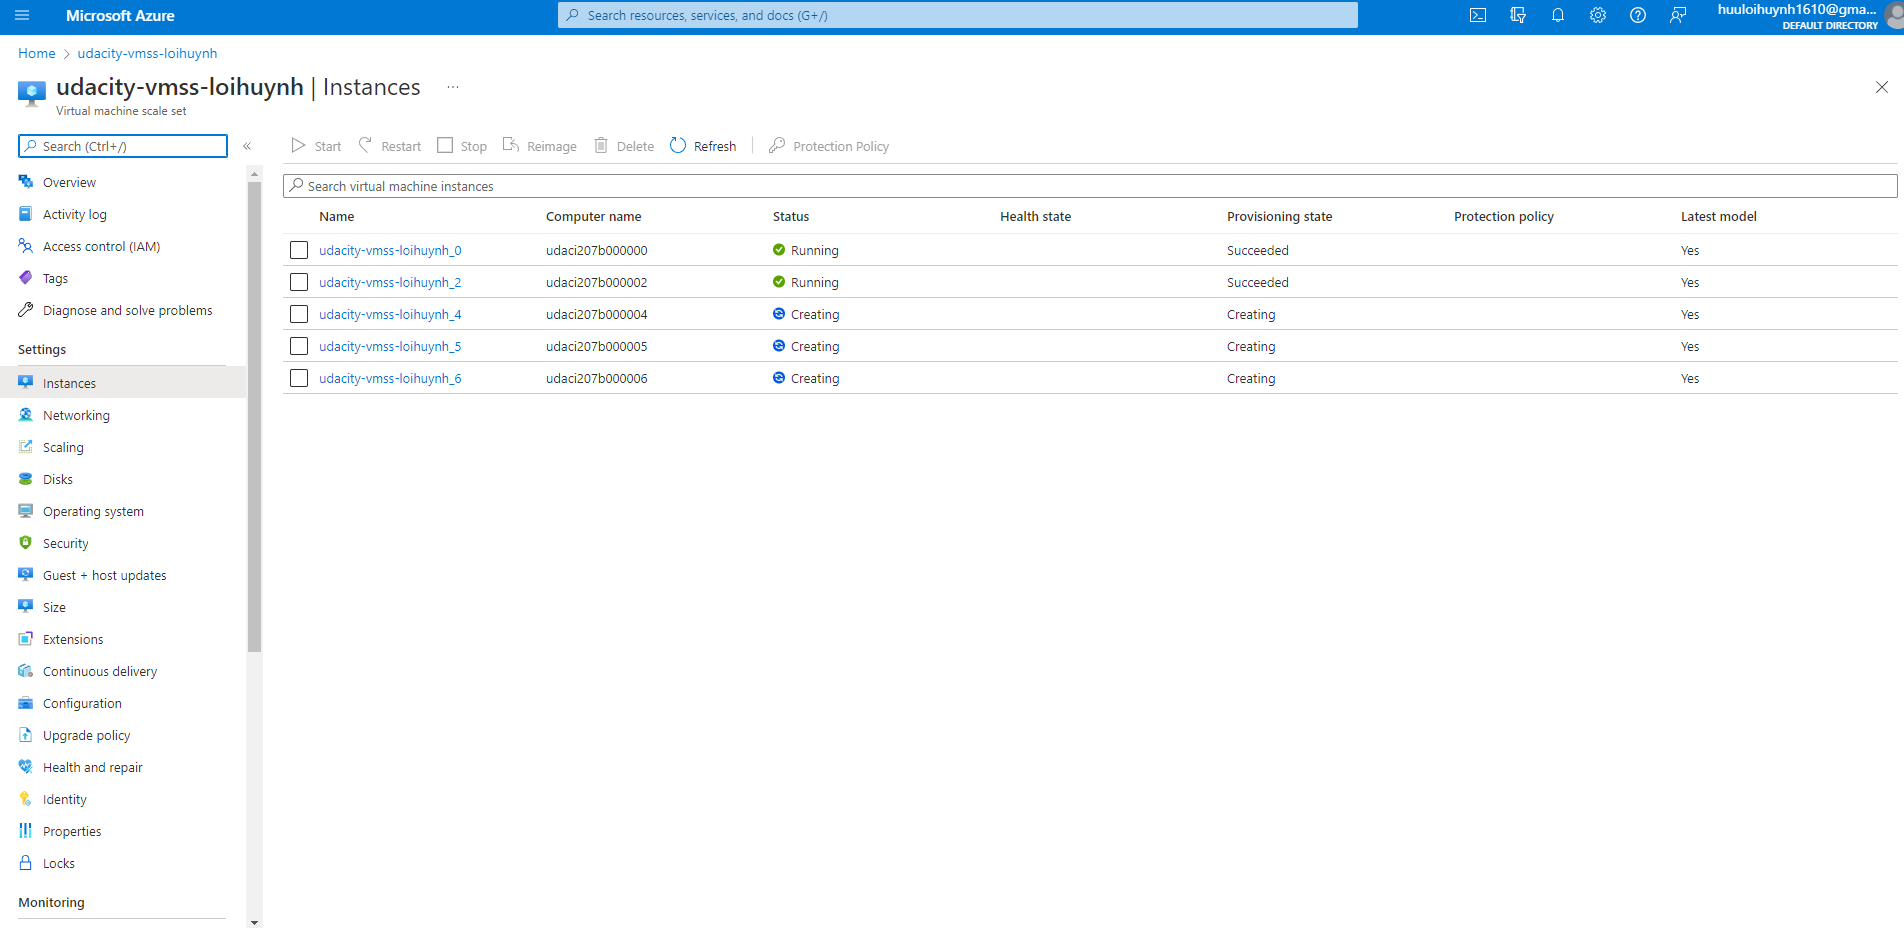 Microsoft Azure
Search resources, services, and docs (G+/)
huuloihuynh1610@gma...
DEFAULT DIRECTORY
Home > udacity-vmss-loihuynh
udacity-vmss-loihuynh | Instances ...
Virtual machine scale set
Search (Ctrl+/) «
Start Restart Stop Reimage Delete Refresh Protection Policy
Search virtual machine instances
Overview
Activity log
Access control (IAM)
Tags
Diagnose and solve problems
Settings
Instances
Networking
Scaling
Disks
Operating system
Security
Guest + host updates
Size
Extensions
Continuous delivery
Configuration
Upgrade policy
Health and repair
Identity
Properties
Locks
Monitoring
Name Computer name Status Health state Provisioning state Protection policy Latest model
udacity-vmss-loihuynh_0 udaci207b000000 Running Succeeded Yes
udacity-vmss-loihuynh_2 udaci207b000002 Running Succeeded Yes
udacity-vmss-loihuynh_4 udaci207b000004 Creating Creating Yes
udacity-vmss-loihuynh_5 udaci207b000005 Creating Creating Yes
udacity-vmss-loihuynh_6 udaci207b000006 Creating Creating Yes